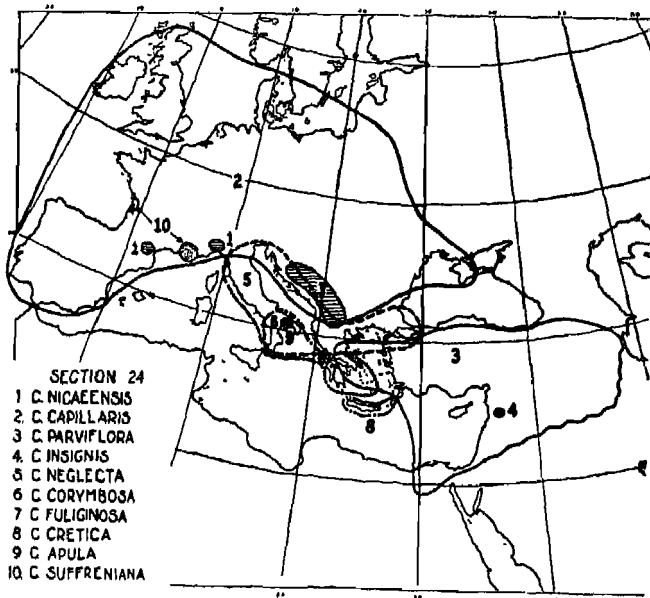 2
10
1
1
5
6
9
3
4
8
SECTION 24
1 C. NICAEENSIS
2 C. CAPILLARIS
3 C. PARVIFLORA
4 C INSIGNIS
5 C NEGLECTA
6 C CORYMBOSA
7 C FULIGINOSA
8 C CRETICA
9 C APULA
10 C SUFFRENIANA